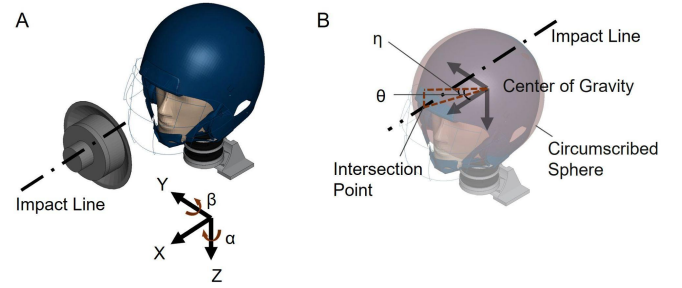 A
Impact Line
Y
β
α
X
Z
B
η
Impact Line
θ
Center of Gravity
Intersection
Point
Circumscribed
Sphere